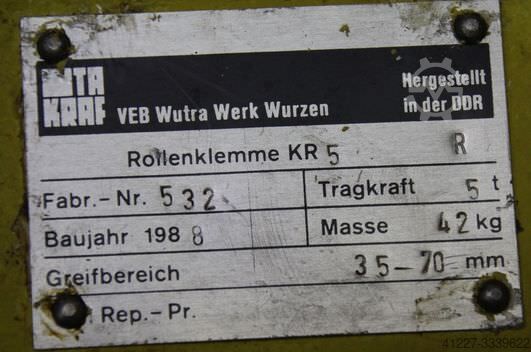 WTA
KRAF
VEB Wutra Werk Wurzen
Hergestellt
in der DDR
Rollenklemme KR 5 R
Fabr.-Nr. 532
Tragkraft 5 t
Baujahr 1988
Masse 42 kg
Greifbereich 35-70 mm
Rep.-Pr.
41227-3339622